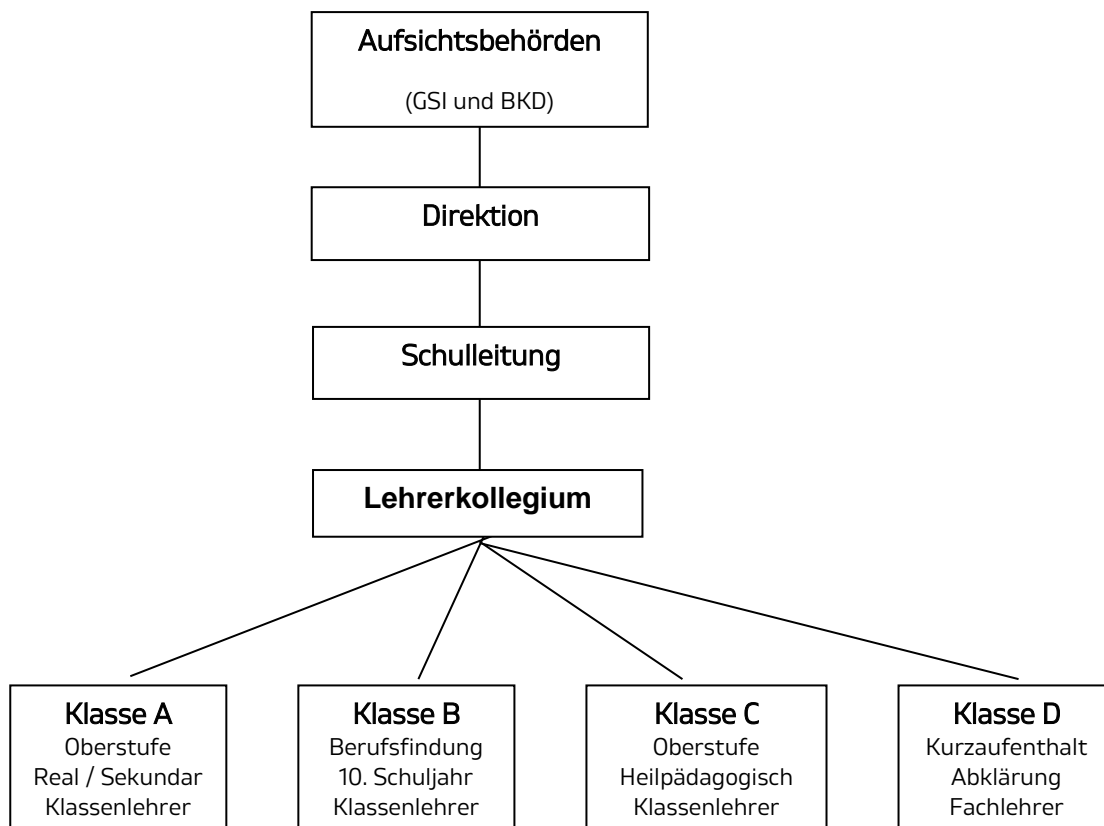 Aufsichtsbehörden
(GSI und BKD)
Direktion
Schulleitung
Lehrerkollegium
Klasse A
Oberstufe
Real / Sekundar
Klassenlehrer
Klasse B
Berufsfindung
10. Schuljahr
Klassenlehrer
Klasse C
Oberstufe
Heilpädagogisch
Klassenlehrer
Klasse D
Kurzaufenthalt
Abklärung
Fachlehrer